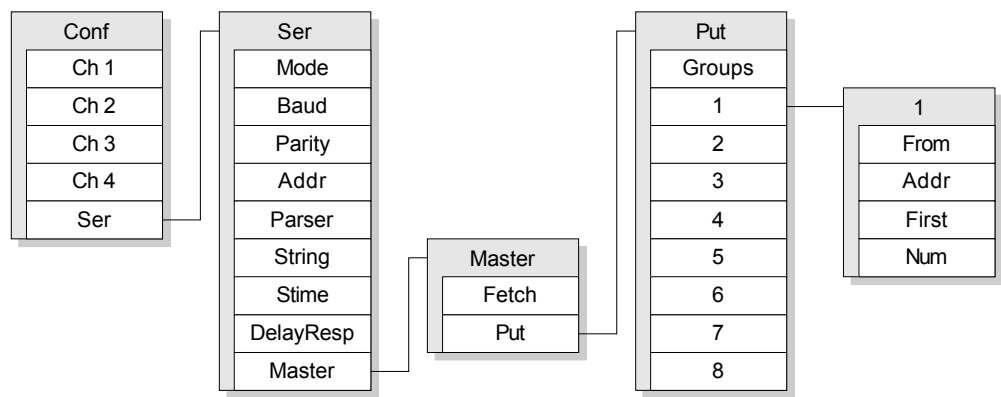 Conf
Ch 1
Ch 2
Ch 3
Ch 4
Ser
Ser
Mode
Baud
Parity
Addr
Parser
String
Stime
DelayResp
Master
Master
Fetch
Put
Put
Groups
1
2
3
4
5
6
7
8
1
From
Addr
First
Num